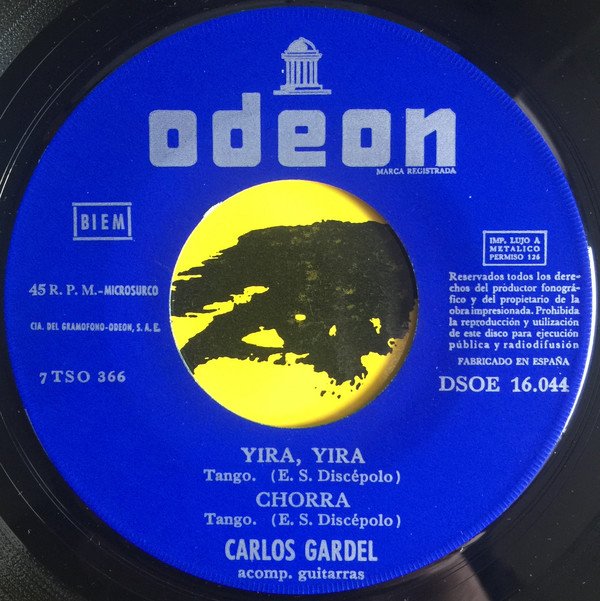 odeon
MARCA REGISTRADA
BIEM
IMP. LUJO A
METALICO
PERMISO 126
45 R. P. M.-MICROSURCO
CIA. DEL GRAMOFONO-ODEON, S. A. E.
7 TSO 366
Reservados todos los dere-
chos del productor fonográ-
fico y del propietario de la
obra impresionada. Prohibida
la reproducción y utilización
de este disco para ejecución
pública y radiodifusión
FABRICADO EN ESPAÑA
DSOE 16.044
YIRA, YIRA
Tango. (E. S. Discépolo)
CHORRA
Tango. (E. S. Discépolo)
CARLOS GARDEL
acomp. guitarras